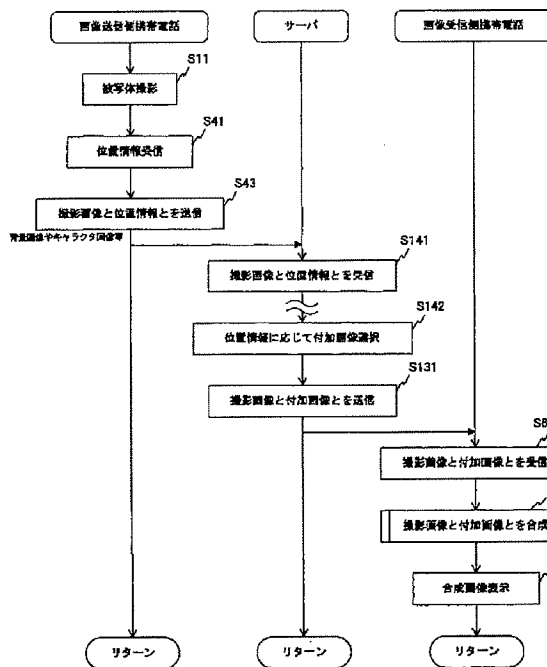 画像送信側携帯電話
サーバ
画像受信側携帯電話
S11
被写体撮影
S41
位置情報受信
S43
撮影画像と位置情報とを送信
背景画像やキャラクタ画像等
S141
撮影画像と位置情報とを受信
S142
位置情報に応じて付加画像選択
S131
撮影画像と付加画像とを送信
撮影画像と付加画像とを受信
撮影画像と付加画像とを合成
合成画像表示
リターン
リターン
リターン